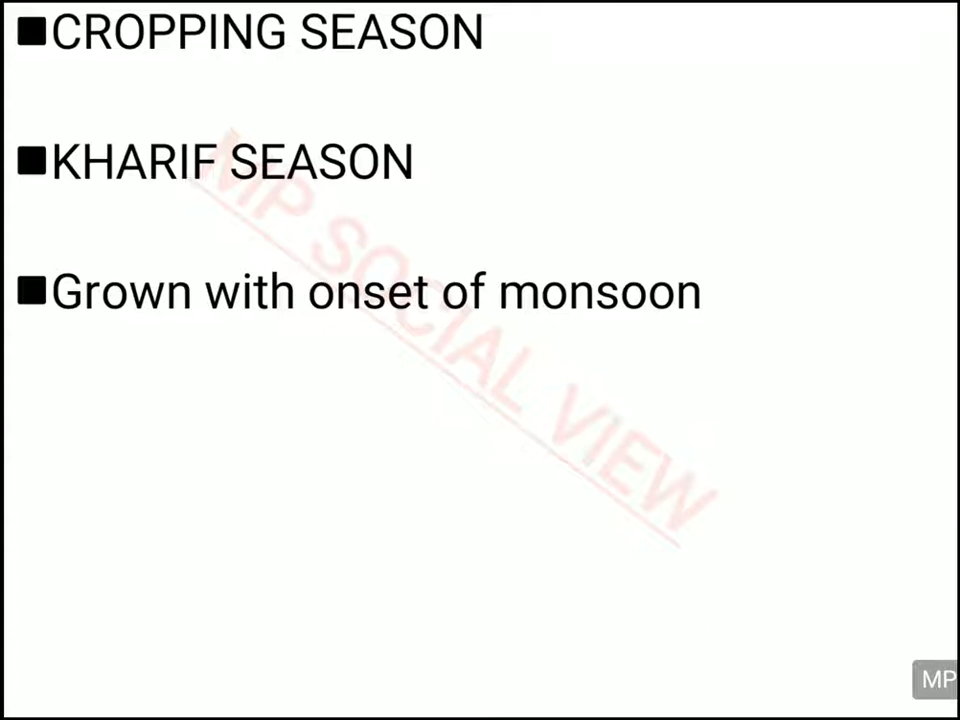 ■CROPPING SEASON
■KHARIF SEASON
■Grown with onset of monsoon
MP SOCIAL VIEW
MP